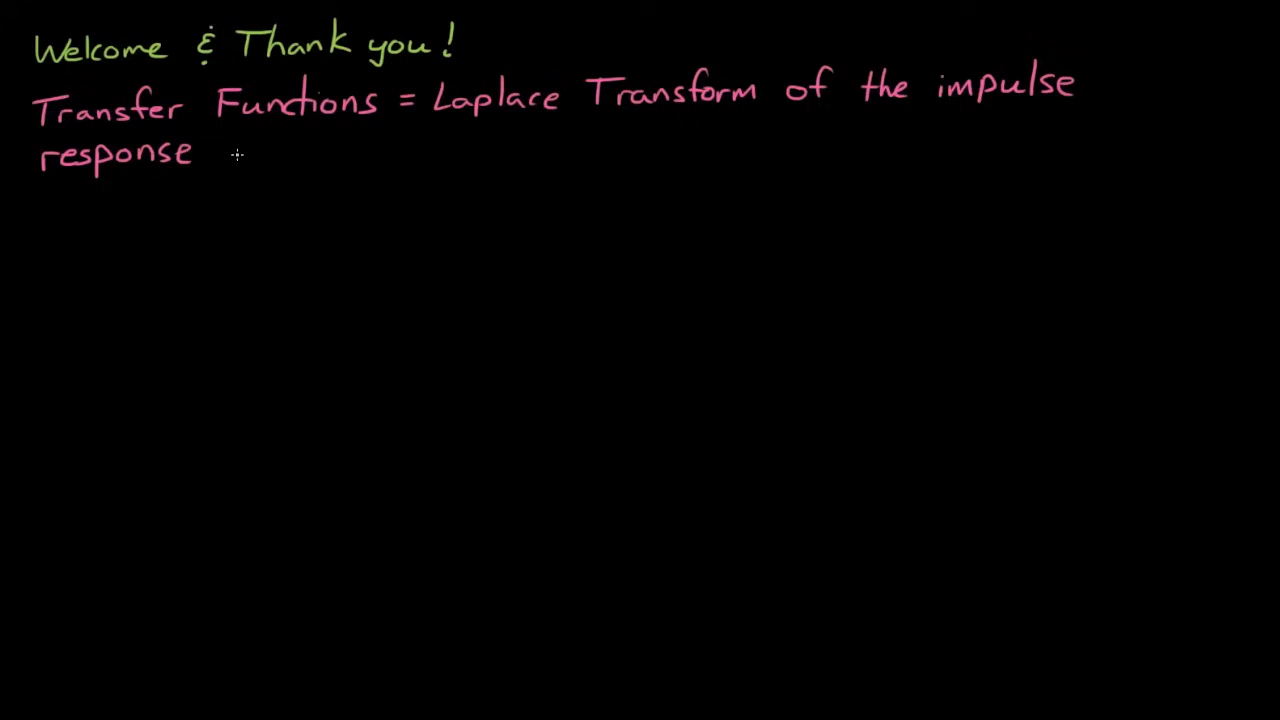 Welcome & Thank you!
Transfer Functions = Laplace Transform of the impulse
response